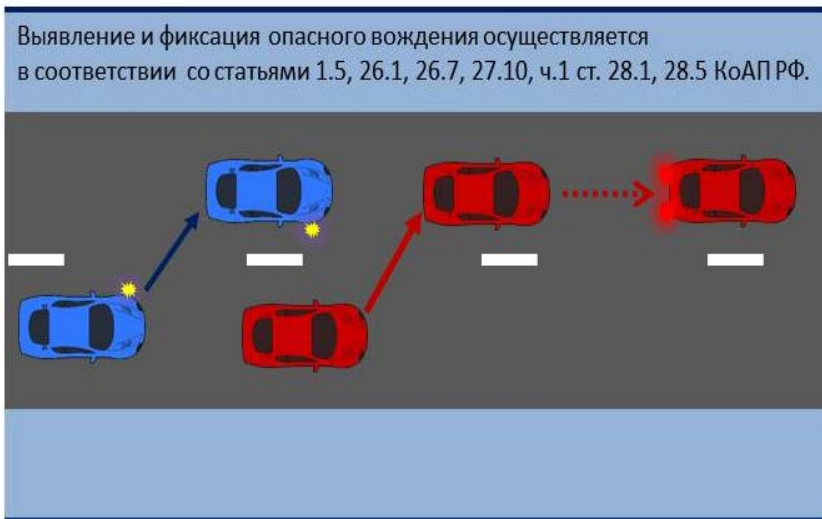 Выявление и фиксация опасного вождения осуществляется
в соответствии со статьями 1.5, 26.1, 26.7, 27.10, ч.1 ст. 28.1, 28.5 КоАП РФ.